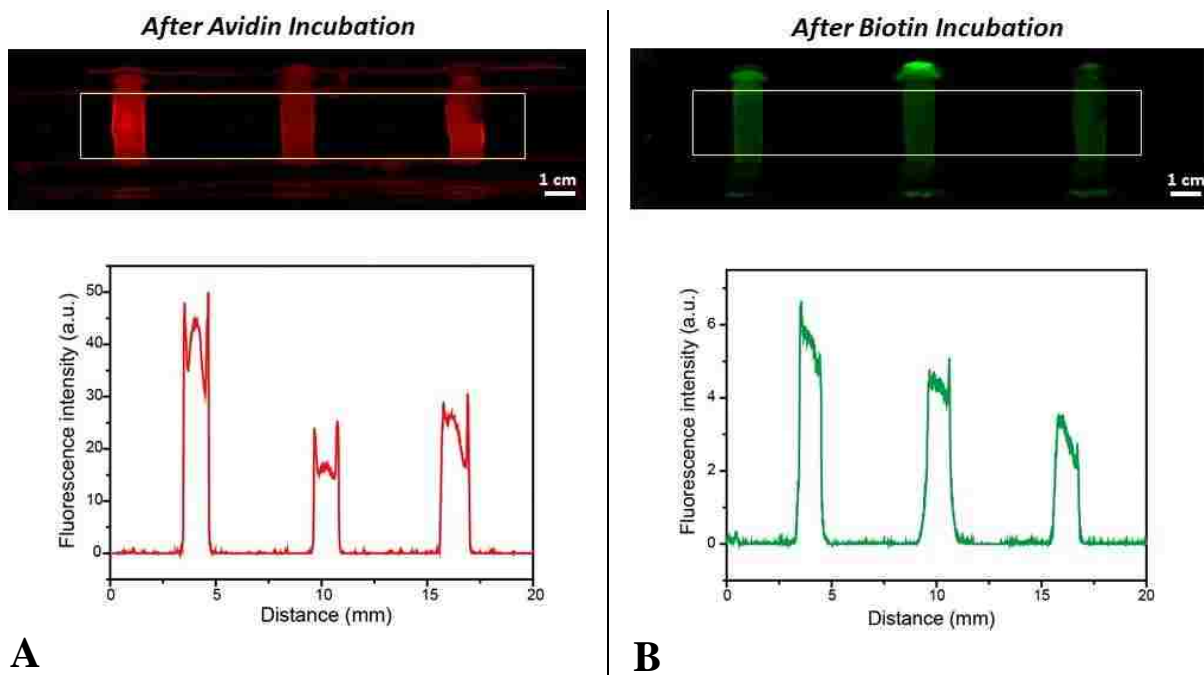 After Avidin Incubation
1 cm
Fluorescence intensity (a.u.)
50
40
30
20
10
0
0 5 10 15 20
Distance (mm)
A
After Biotin Incubation
1 cm
Fluorescence intensity (a.u.)
6
4
2
0
0 5 10 15 20
Distance (mm)
B